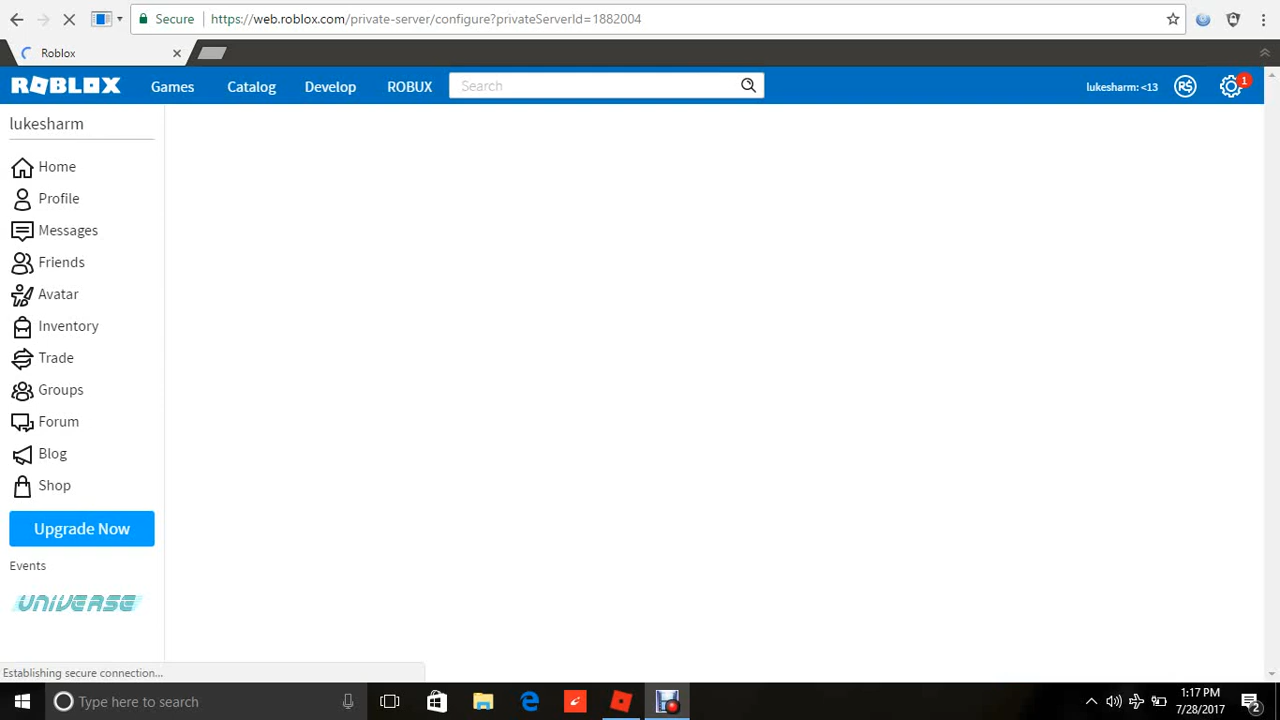 Secure https://web.roblox.com/private-server/configure?privateServerId=1882004
Roblox
ROBLOX Games Catalog Develop ROBUX Search lukesharm: <13 R$ 1
lukesharm
Home
Profile
Messages
Friends
Avatar
Inventory
Trade
Groups
Forum
Blog
Shop
Upgrade Now
Events
UNIVERSE
Establishing secure connection...
Type here to search
1:17 PM
7/28/2017
2